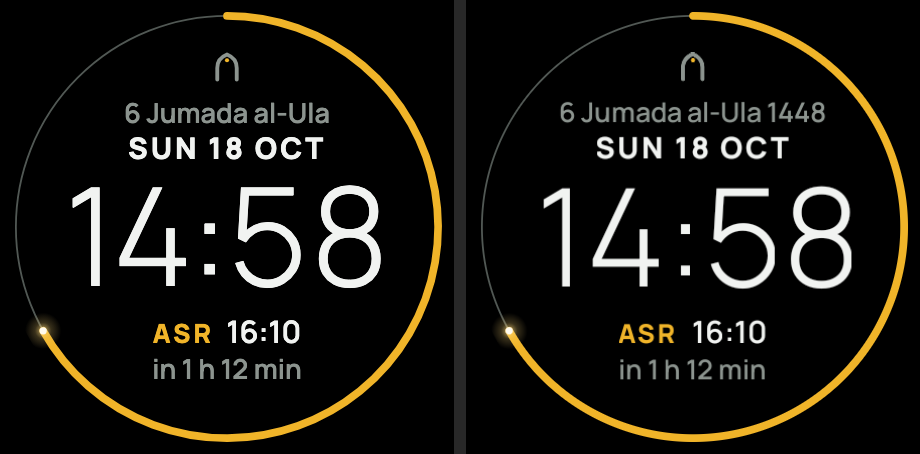 6 Jumada al-Ula
SUN 18 OCT
14:58
ASR 16:10
in 1 h 12 min
6 Jumada al-Ula 1448
SUN 18 OCT
14:58
ASR 16:10
in 1 h 12 min